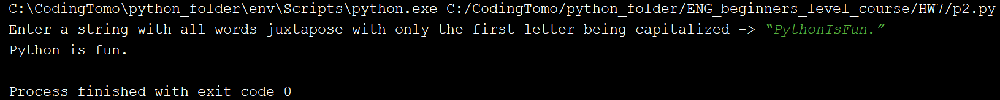 C:\CodingTomo\python_folder\env\Scripts\python.exe C:/CodingTomo/python_folder/ENG_beginners_level_course/HW7/p2.py
Enter a string with all words juxtapose with only the first letter being capitalized -> “PythonIsFun.”
Python is fun.
Process finished with exit code 0